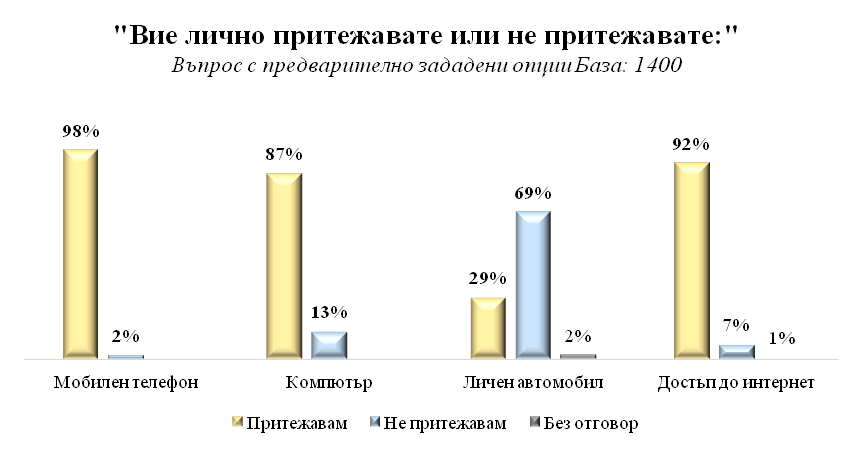 "Вие лично притежавате или не притежавате:"
Въпрос с предварително зададени опции База: 1400
98%
2%
87%
13%
29%
69%
2%
92%
7%
1%
Мобилен телефон
Компютър
Личен автомобил
Достъп до интернет
Притежавам
Не притежавам
Без отговор